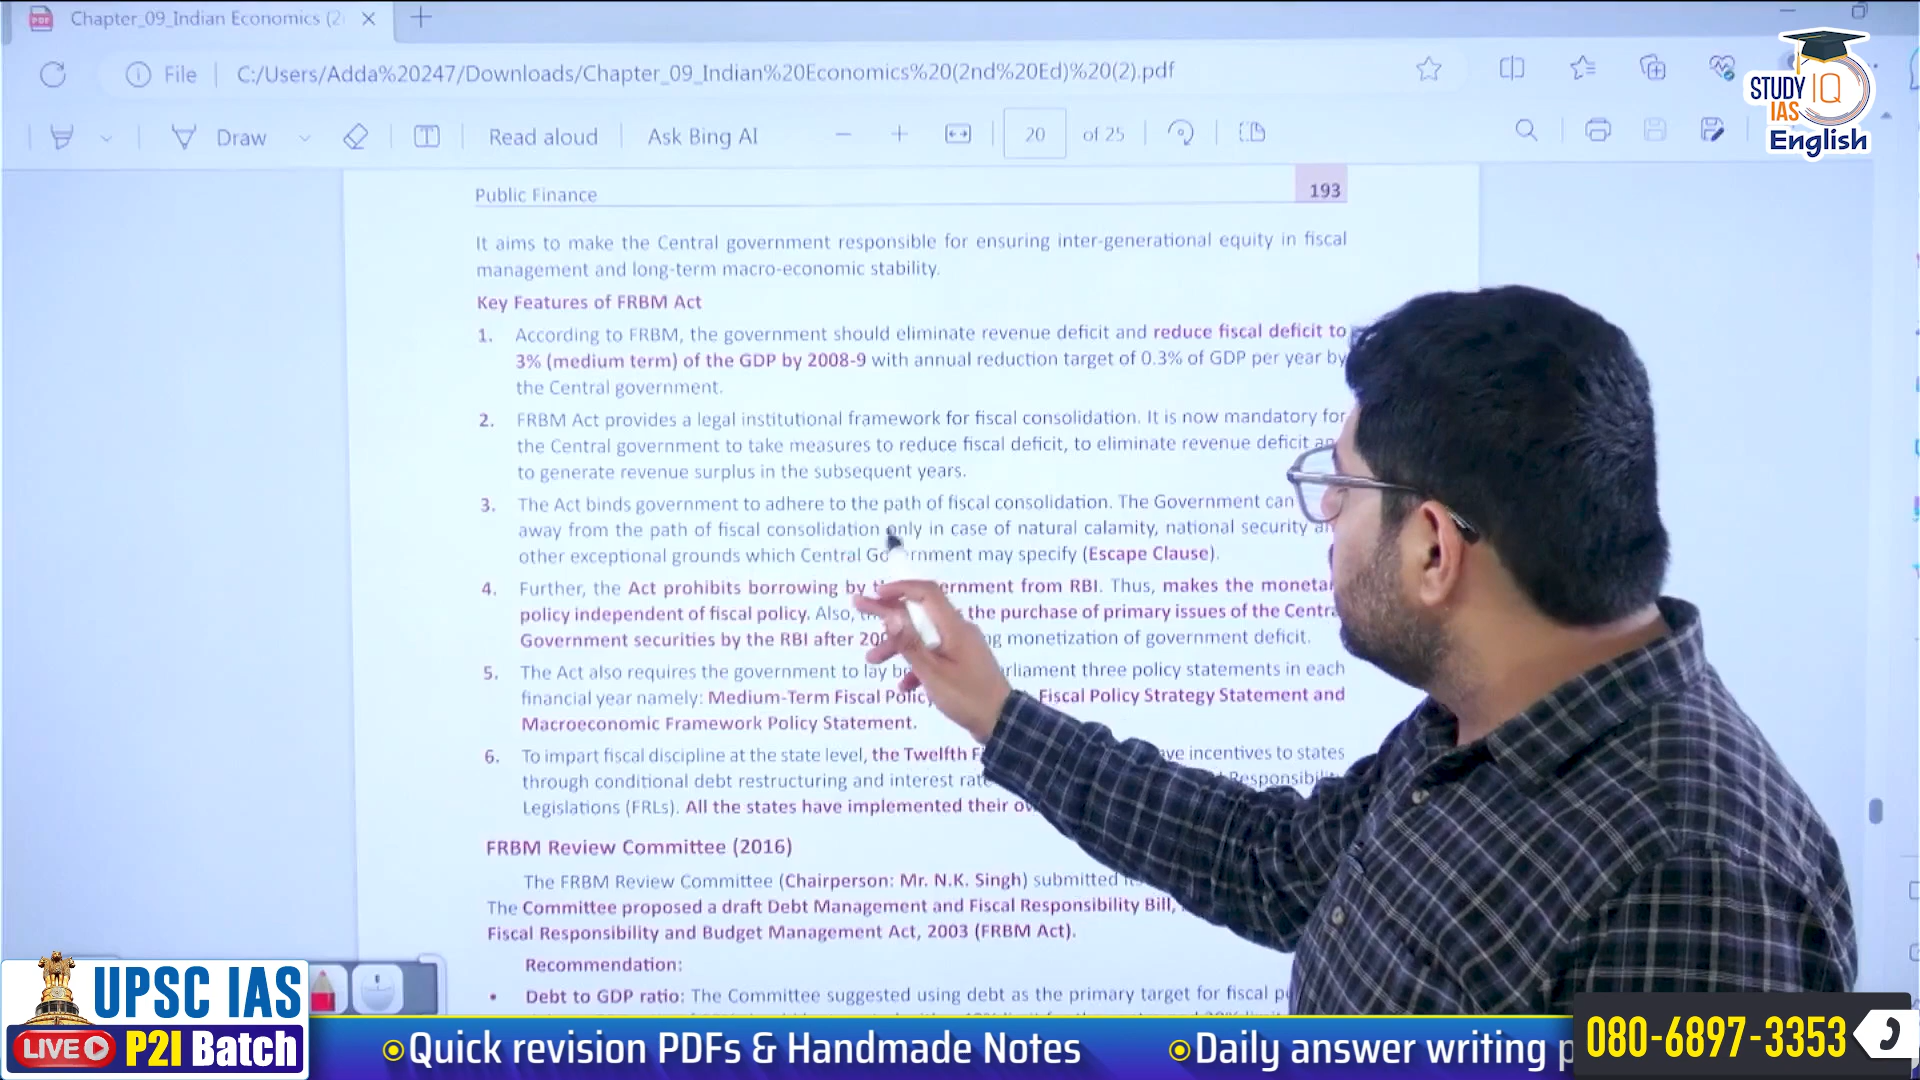 Chapter_09_Indian Economics (2
File C:/Users/Adda%20247/Downloads/Chapter_09_Indian%20Economics%20(2nd%20Ed)%20(2).pdf
STUDY IQ
IAS
English
Draw Read aloud Ask Bing AI 20 of 25
Public Finance 193
It aims to make the Central government responsible for ensuring inter-generational equity in fiscal
management and long-term macro-economic stability.
Key Features of FRBM Act
1. According to FRBM, the government should eliminate revenue deficit and reduce fiscal deficit to
3% (medium term) of the GDP by 2008-9 with annual reduction target of 0.3% of GDP per year by
the Central government.
2. FRBM Act provides a legal institutional framework for fiscal consolidation. It is now mandatory for
the Central government to take measures to reduce fiscal deficit, to eliminate revenue deficit
to generate revenue surplus in the subsequent years.
3. The Act binds government to adhere to the path of fiscal consolidation. The Government can
away from the path of fiscal consolidation only in case of natural calamity, national security
other exceptional grounds which Central Government may specify (Escape Clause).
4. Further, the Act prohibits borrowing by the government from RBI. Thus, makes the
policy independent of fiscal policy. Also, the purchase of primary issues of the
Government securities by the RBI after monetization of government deficit.
5. The Act also requires the government to lay three policy statements in each
financial year namely: Medium-Term Fiscal Fiscal Policy Strategy Statement and
Macroeconomic Framework Policy Statement.
6. To impart fiscal discipline at the state level, the Twelfth incentives to states
through conditional debt restructuring and interest
Legislations (FRLs). All the states have implemented their
FRBM Review Committee (2016)
The FRBM Review Committee (Chairperson: Mr. N.K. Singh) submitted
The Committee proposed a draft Debt Management and Fiscal Responsibility Bill,
Fiscal Responsibility and Budget Management Act, 2003 (FRBM Act).
Recommendation:
• Debt to GDP ratio: The Committee suggested using debt as the primary target for fiscal
UPSC IAS
LIVE P2I Batch
Quick revision PDFs & Handmade Notes Daily answer writing
080-6897-3353